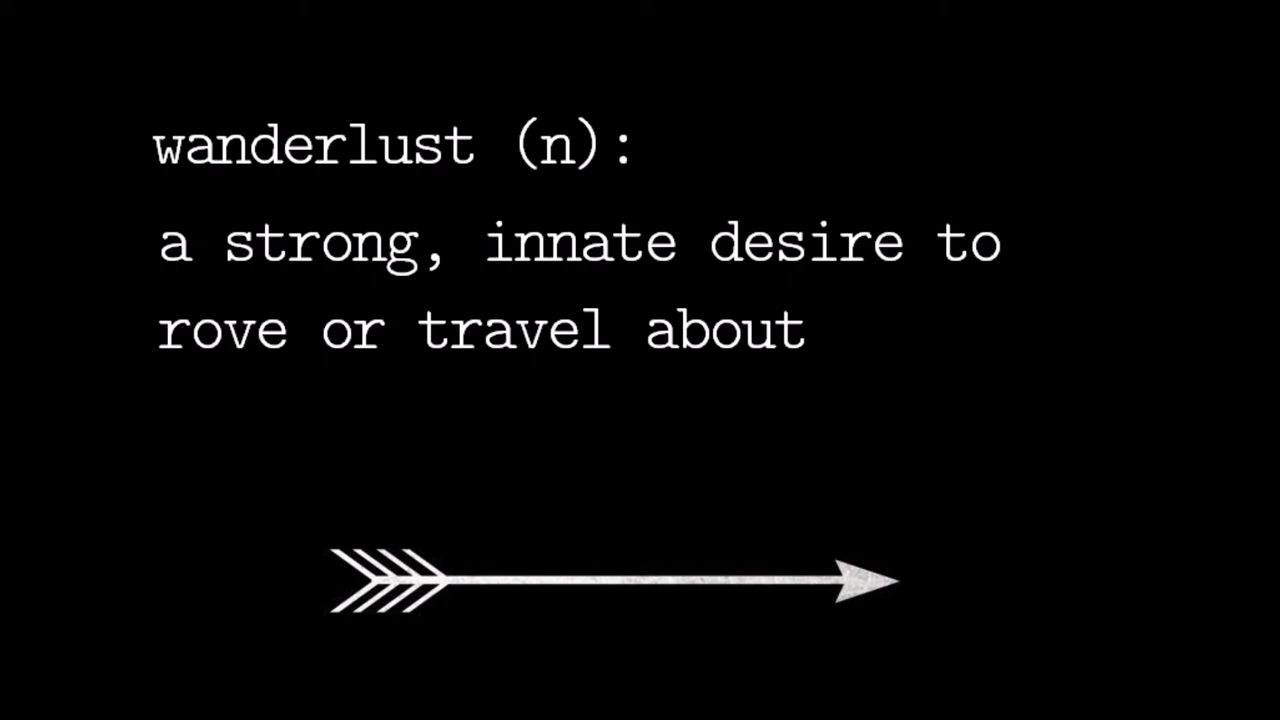 wanderlust (n):
a strong, innate desire to
rove or travel about